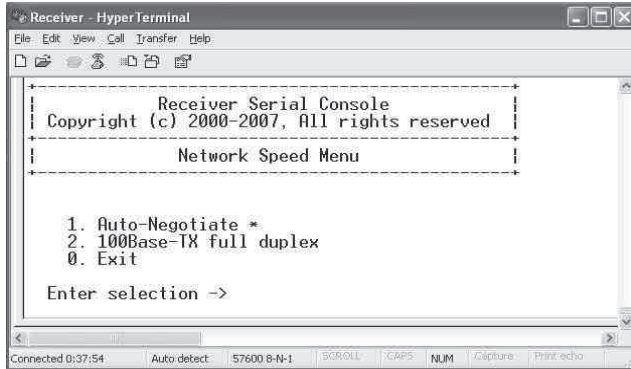 Receiver - HyperTerminal
File Edit View Call Transfer Help
Receiver Serial Console
Copyright (c) 2000-2007, All rights reserved
Network Speed Menu
1. Auto-Negotiate *
2. 100Base-TX full duplex
0. Exit
Enter selection ->
Connected 0:37:54 Auto detect 57600 8-N-1 SCROLL CAPS NUM Capture Print echo